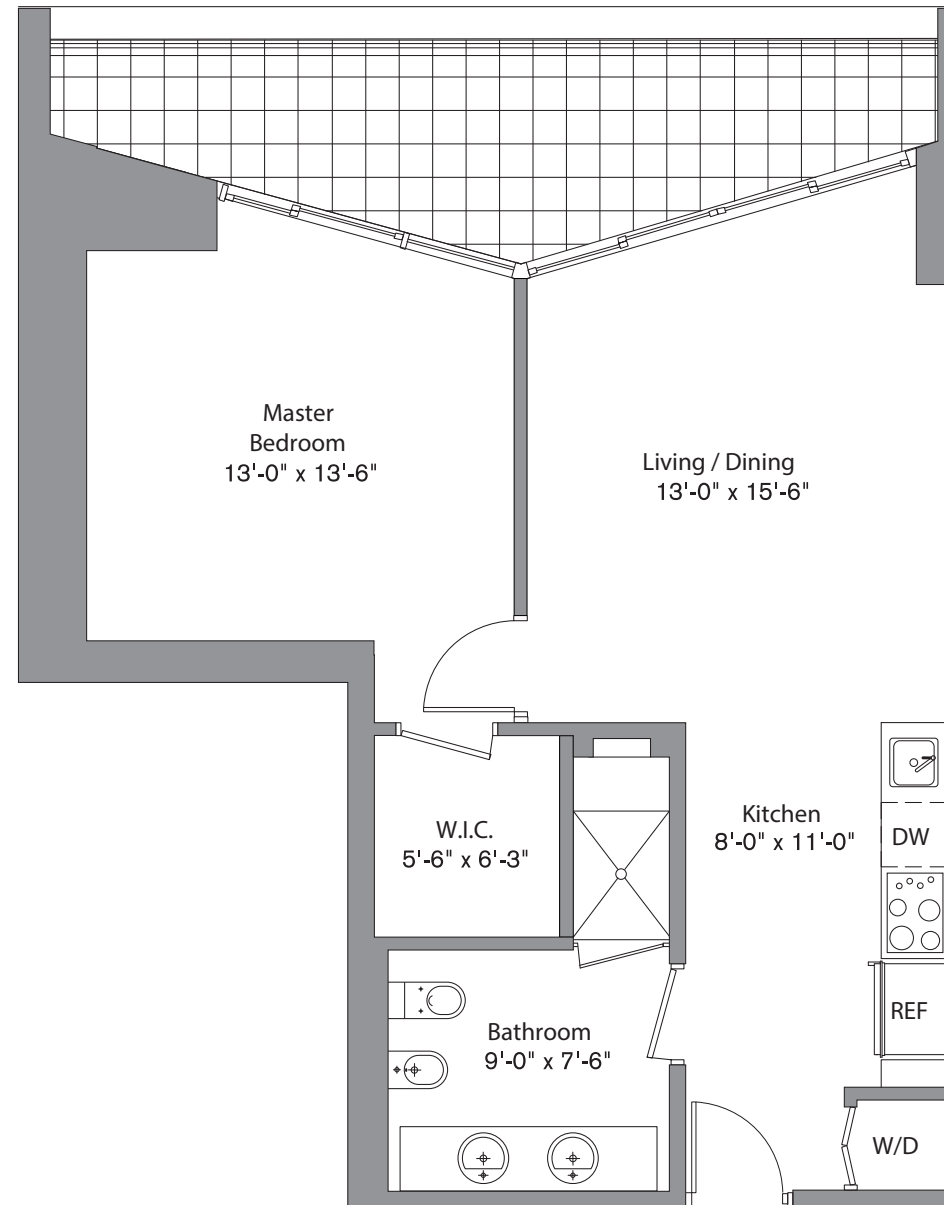 Master
Bedroom
13'-0" x 13'-6"
Living / Dining
13'-0" x 15'-6"
W.I.C.
5'-6" x 6'-3"
Kitchen
8'-0" x 11'-0"
DW
REF
Bathroom
9'-0" x 7'-6"
W/D